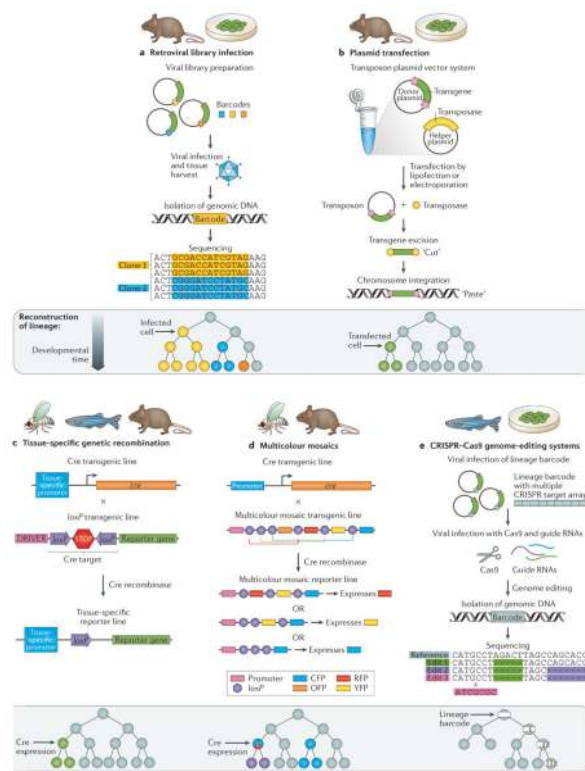 a Retroviral library infection
Viral library preparation
Barcodes
Viral infection
and tissue
harvest
Isolation of genomic DNA
Barcode
Sequencing
ACTGCGACCATCGTAGAAG
Clone 1
ACTGCGACCATCGTAGAAG
ACTGCGACCATCGTAGAAG
ACTCGGGATCCTATGCAAG
Clone 2
ACTCGGGATCCTATGCAAG
ACTCGGGATCCTATGCAAG
b Plasmid transfection
Transposon plasmid vector system
Donor
plasmid
Transgene
Transposase
Helper
plasmid
Transfection by
lipofection or
electroporation
Transposon
+
Transposase
Transgene excision
'Cut'
Chromosome integration
'Paste'
Reconstruction
of lineage:
Developmental
time
Infected
cell
Transfected
cell
c Tissue-specific genetic recombination
Cre transgenic line
Tissue-
specific
promoter
Cre
×
loxP transgenic line
DRIVER
loxP
STOP
loxP
Reporter gene
Cre target
Cre recombinase
Tissue-specific
reporter line
Tissue-
specific
promoter
loxP
Reporter gene
d Multicolour mosaics
Cre transgenic line
Promoter
Cre
×
Multicolour mosaic transgenic line
Cre recombinase
Multicolour mosaic reporter line
Expresses
OR
Expresses
OR
Expresses
Promoter
CFP
RFP
loxP
OFP
YFP
e CRISPR–Cas9 genome-editing systems
Viral infection of lineage barcode
Lineage barcode
with multiple
CRISPR target array
Viral infection with Cas9 and guide RNAs
Cas9
Guide RNAs
Genome editing
Isolation of genomic DNA
Barcode
Sequencing
Reference
CATGCCTAGACTTAGCCAGCACC
Edit 1
Edit 2
Edit 3
Cre
expression
Cre
expression
Lineage
barcode